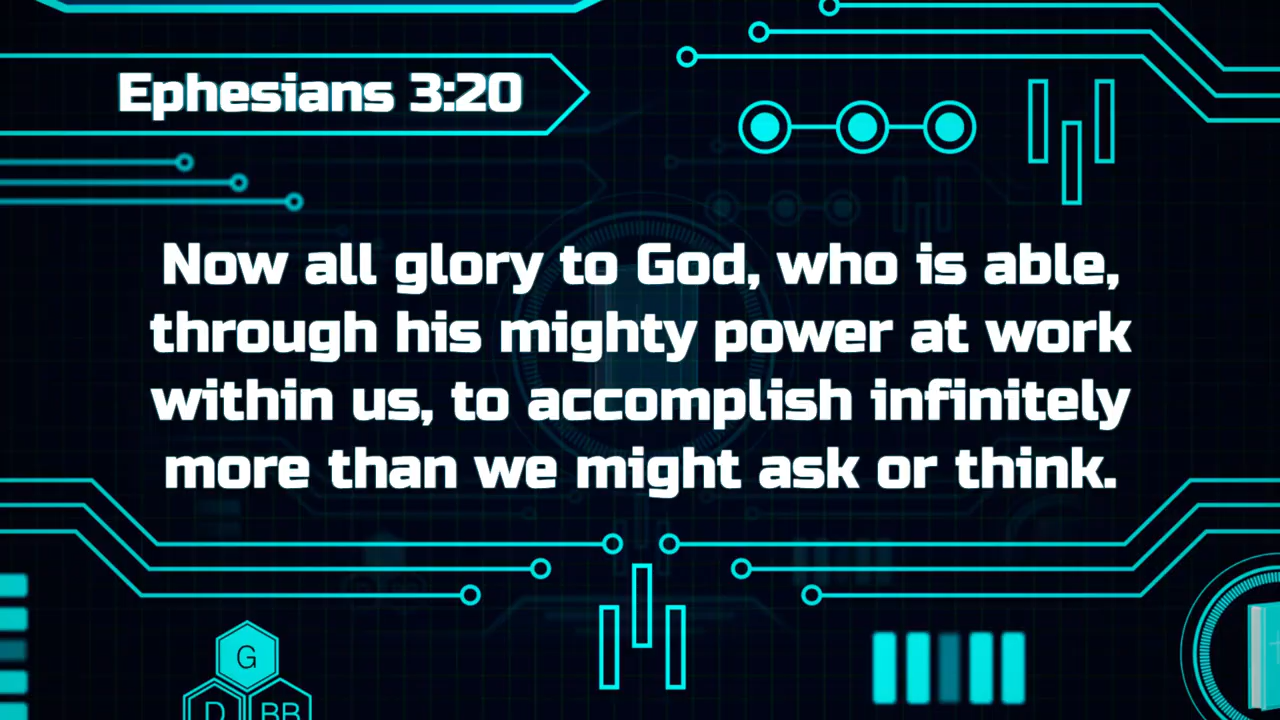 Ephesians 3:20
Now all glory to God, who is able,
through his mighty power at work
within us, to accomplish infinitely
more than we might ask or think.
G
D BB